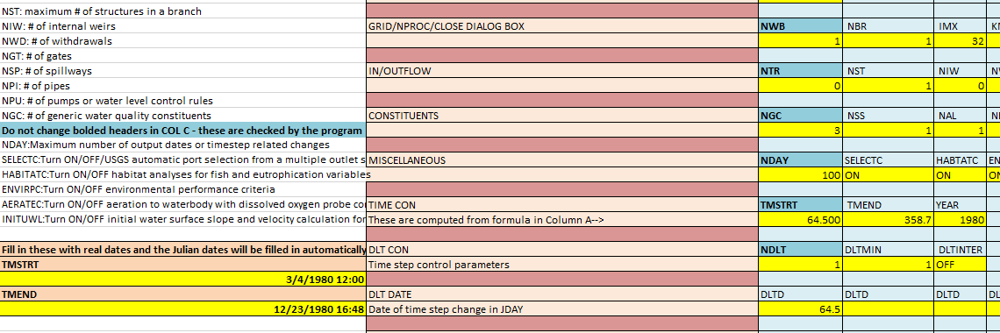 NST: maximum # of structures in a branch
NIW: # of internal weirs GRID/NPROC/CLOSE DIALOG BOX NWB NBR IMX
NWD: # of withdrawals 1 1 32
NGT: # of gates
NSP: # of spillways IN/OUTFLOW NTR NST NIW
NPI: # of pipes 0 1 0
NPU: # of pumps or water level control rules
NGC: # of generic water quality constituents CONSTITUENTS NGC NSS NAL
Do not change bolded headers in COL C - these are checked by the program 3 1 1
NDAY:Maximum number of output dates or timestep related changes
SELECTC:Turn ON/OFF/USGS automatic port selection from a multiple outlet s MISCELLANEOUS NDAY SELECTC HABTATC
HABITATC:Turn ON/OFF habitat analyses for fish and eutrophication variables 100 ON ON
ENVIRPC:Turn ON/OFF environmental performance criteria
AERATEC:Turn ON/OFF aeration to waterbody with dissolved oxygen probe co TIME CON TMSTRT TMEND YEAR
INITUWL:Turn ON/OFF initial water surface slope and velocity calculation for These are computed from formula in Column A--> 64.500 358.7 1980
Fill in these with real dates and the Julian dates will be filled in automatically DLT CON NDLT DLTMIN DLTINTER
TMSTRT Time step control parameters 1 1 OFF
3/4/1980 12:00
TMEND DLT DATE DLTD DLTD DLTD
12/23/1980 16:48 Date of time step change in JDAY 64.5